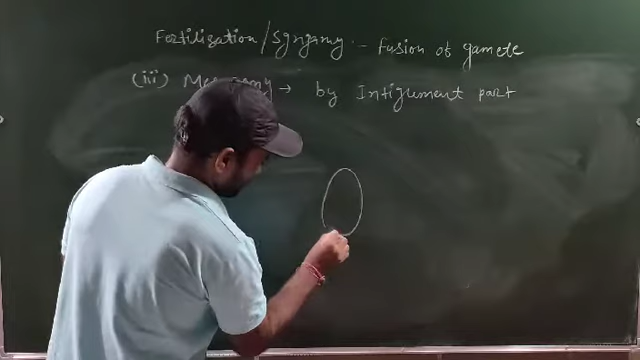 Fertilization/Syngamy - Fusion of gamete
(iii) → by Intigument part